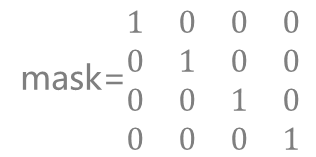 1 0 0 0
mask= 0 1 0 0
0 0 1 0
0 0 0 1